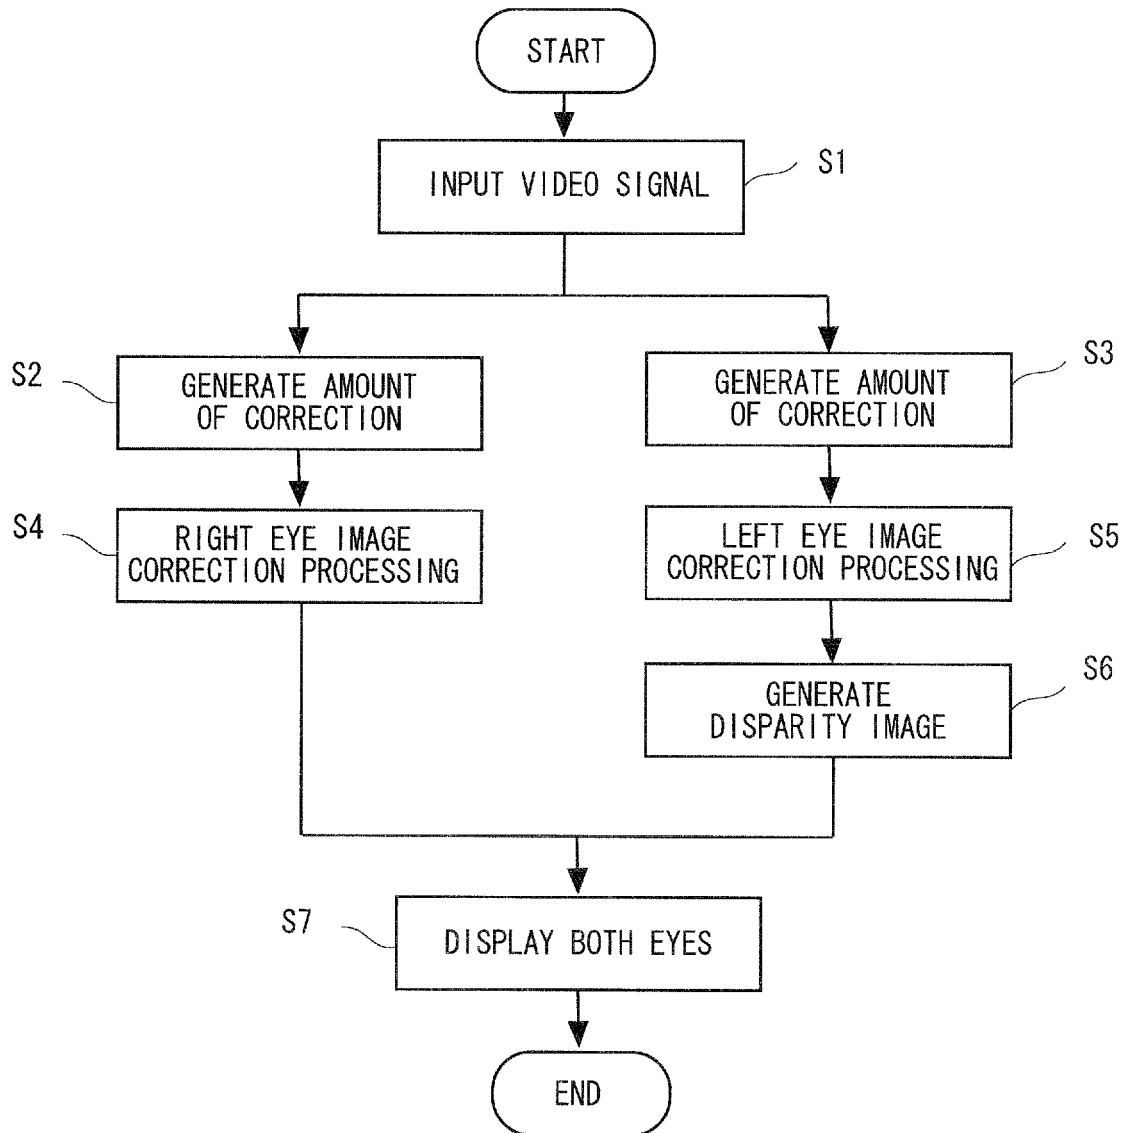 START
INPUT VIDEO SIGNAL
S1
S2
GENERATE AMOUNT
OF CORRECTION
GENERATE AMOUNT
OF CORRECTION
S3
S4
RIGHT EYE IMAGE
CORRECTION PROCESSING
LEFT EYE IMAGE
CORRECTION PROCESSING
S5
GENERATE
DISPARITY IMAGE
S6
S7
DISPLAY BOTH EYES
END